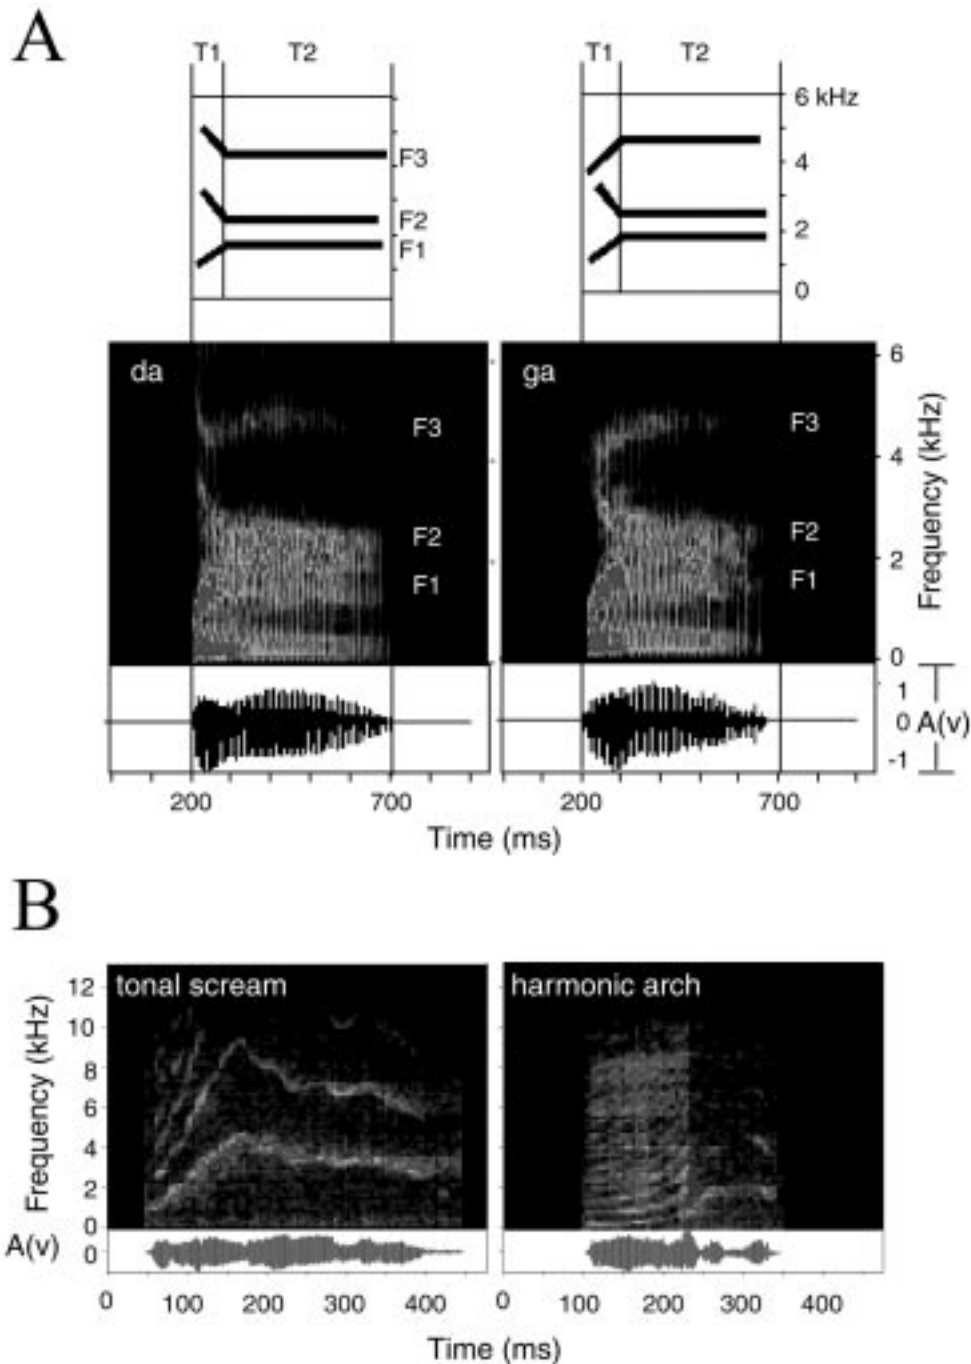 A
T1 T2 T1 T2
6 kHz
F3
4
F2
2
F1
0
da ga
6
F3 F3
4
F2 F2
2
F1 F1
0
Frequency (kHz)
1
0 A(v)
-1
200 700 200 700
Time (ms)
B
tonal scream harmonic arch
12
10
8
6
4
2
0
Frequency (kHz)
A(v) 0
0 100 200 300 400 0 100 200 300 400
Time (ms)